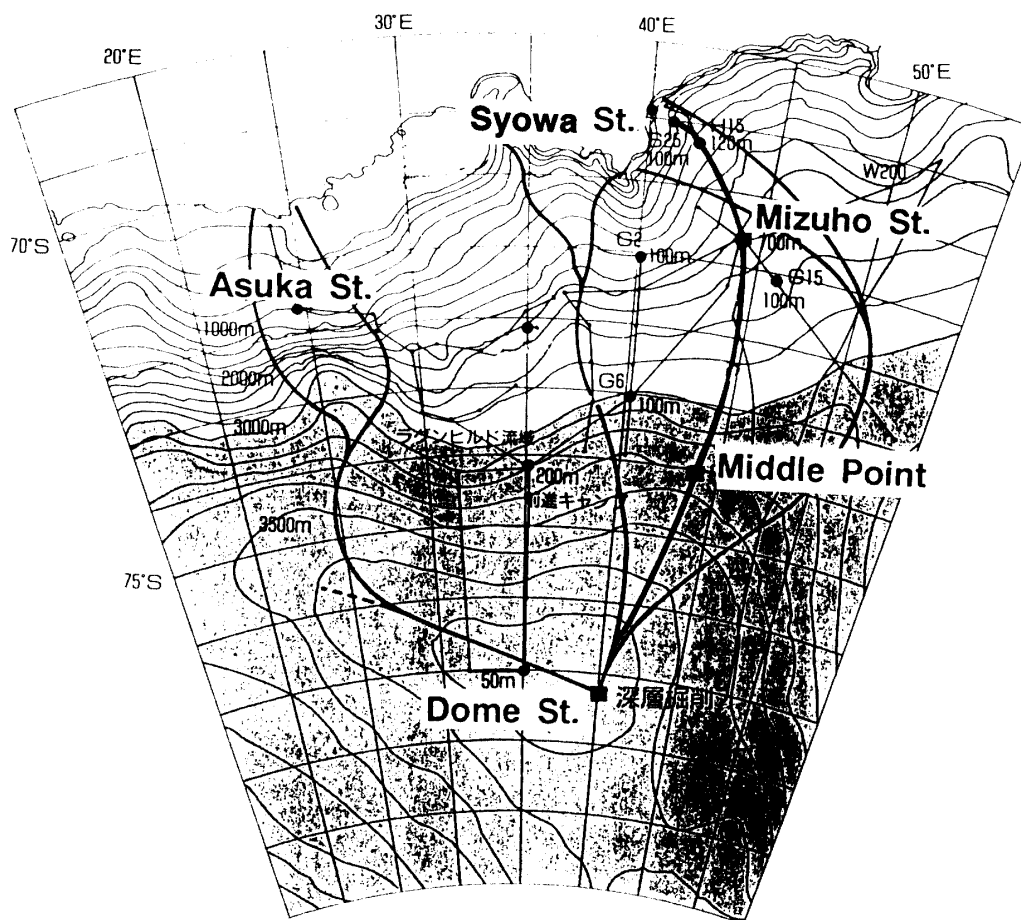 20°E
30°E
40°E
50°E
70°S
75°S
Syowa St.
H15
120m
100m
W200
Mizuho St.
700m
G2
100m
G15
100m
Asuka St.
1000m
2000m
3000m
3500m
G6
100m
Middle Point
200m
50m
Dome St.
深層掘削